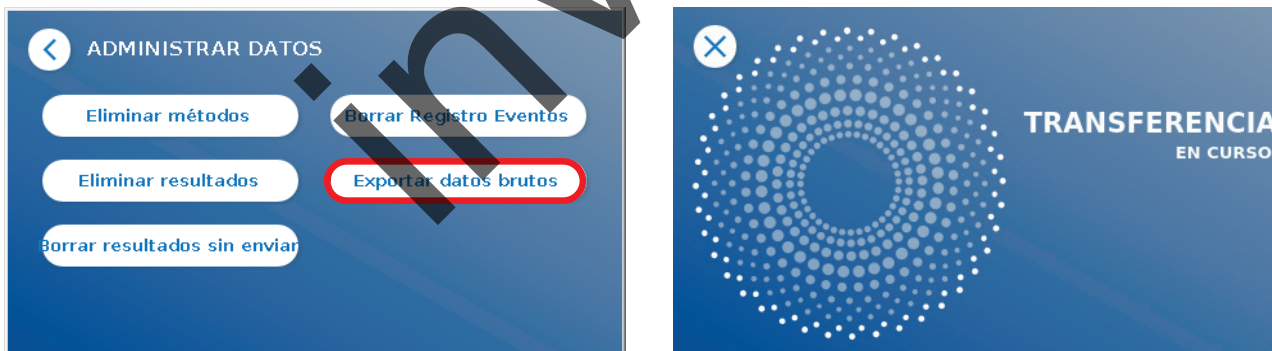 ADMINISTRAR DATOS
Eliminar métodos
Borrar Registro Eventos
Eliminar resultados
Exportar datos brutos
Borrar resultados sin enviar
TRANSFERENCIA
EN CURSO